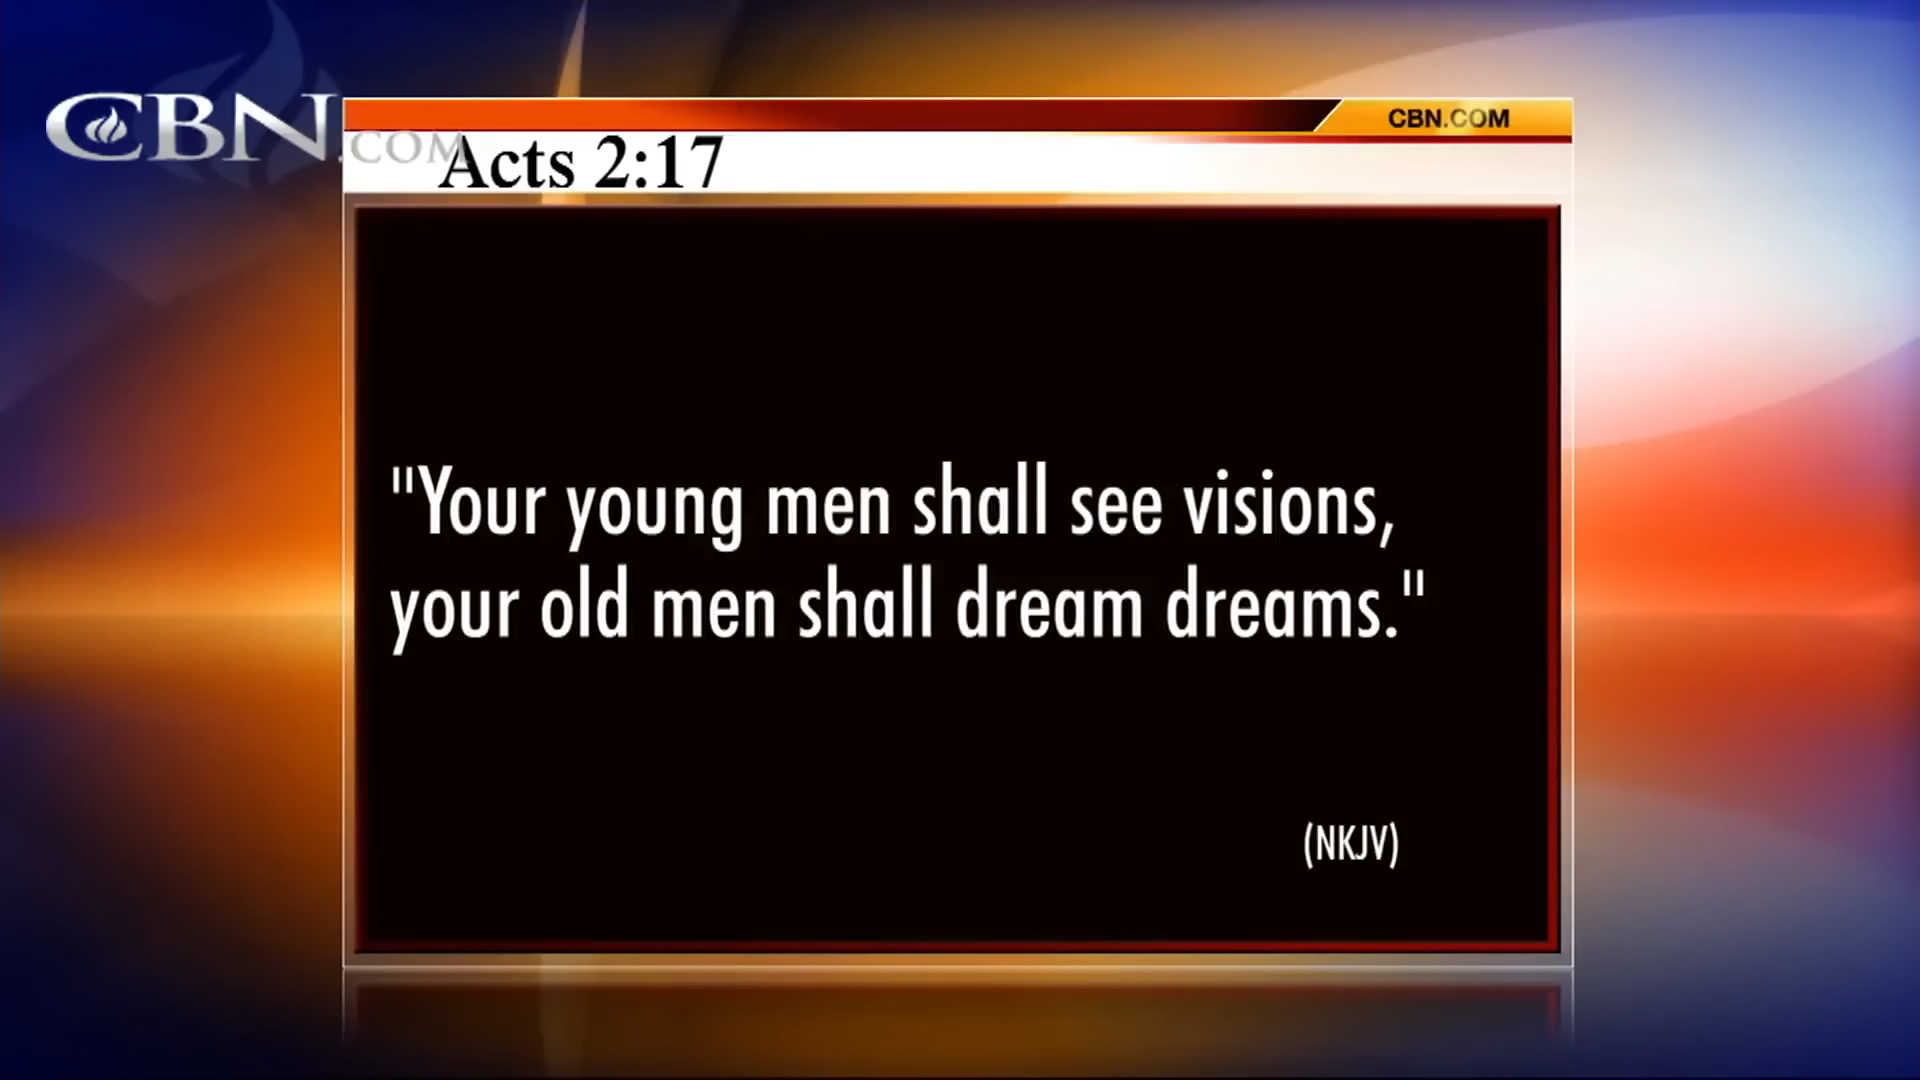 CBN.COM
CBN.COM
Acts 2:17
"Your young men shall see visions,
your old men shall dream dreams."
(NKJV)